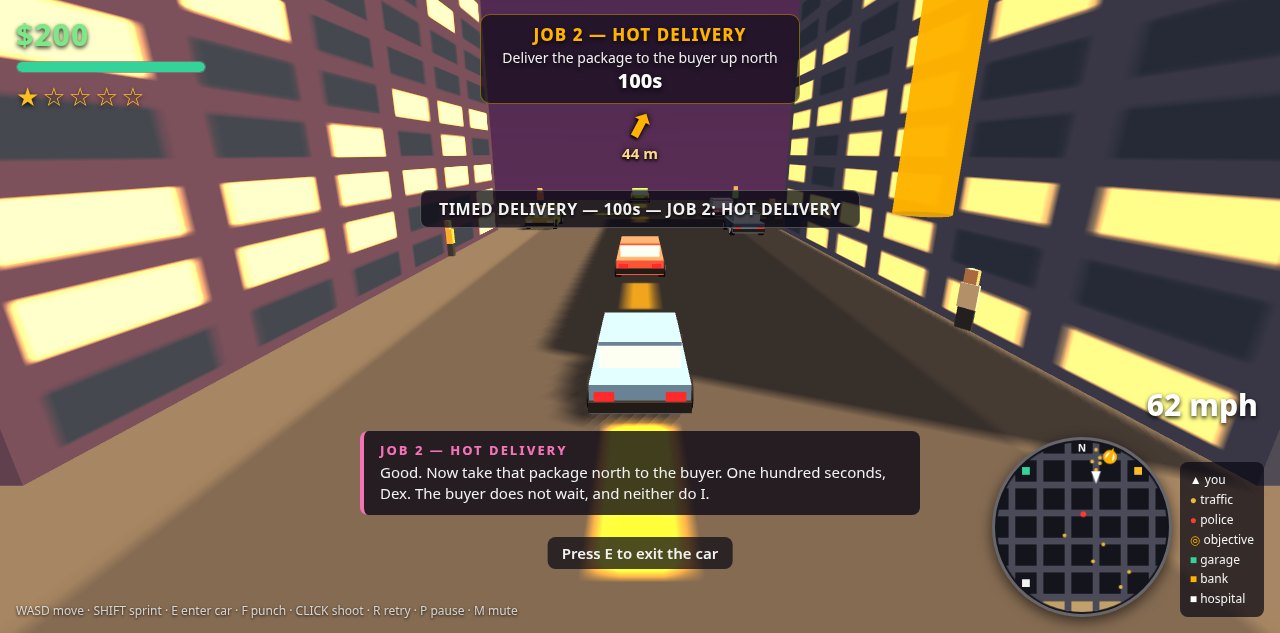 $200
★☆☆☆☆
JOB 2 — HOT DELIVERY
Deliver the package to the buyer up north
100s
44 m
TIMED DELIVERY — 100s — JOB 2: HOT DELIVERY
62 mph
JOB 2 — HOT DELIVERY
Good. Now take that package north to the buyer. One hundred seconds,
Dex. The buyer does not wait, and neither do I.
Press E to exit the car
WASD move · SHIFT sprint · E enter car · F punch · CLICK shoot · R retry · P pause · M mute
N
▲ you
● traffic
● police
◎ objective
■ garage
■ bank
■ hospital